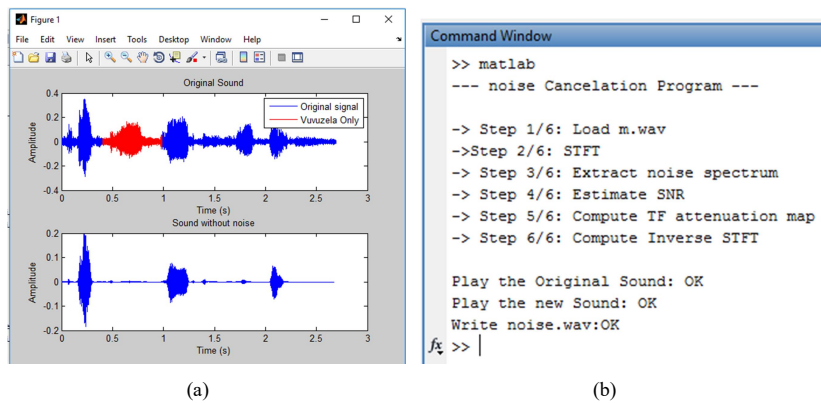 Figure 1
File Edit View Insert Tools Desktop Window Help
Original Sound
Original signal
Vuvuzela Only
Amplitude
0.4
0.2
0
-0.2
-0.4
0 0.5 1 1.5 2 2.5 3
Time (s)
Sound without noise
Amplitude
0.2
0.1
0
-0.1
-0.2
0 0.5 1 1.5 2 2.5 3
Time (s)
(a)
Command Window
>> matlab
--- noise Cancelation Program ---
-> Step 1/6: Load m.wav
->Step 2/6: STFT
-> Step 3/6: Extract noise spectrum
-> Step 4/6: Estimate SNR
-> Step 5/6: Compute TF attenuation map
-> Step 6/6: Compute Inverse STFT
Play the Original Sound: OK
Play the new Sound: OK
Write noise.wav:OK
fx >>
(b)